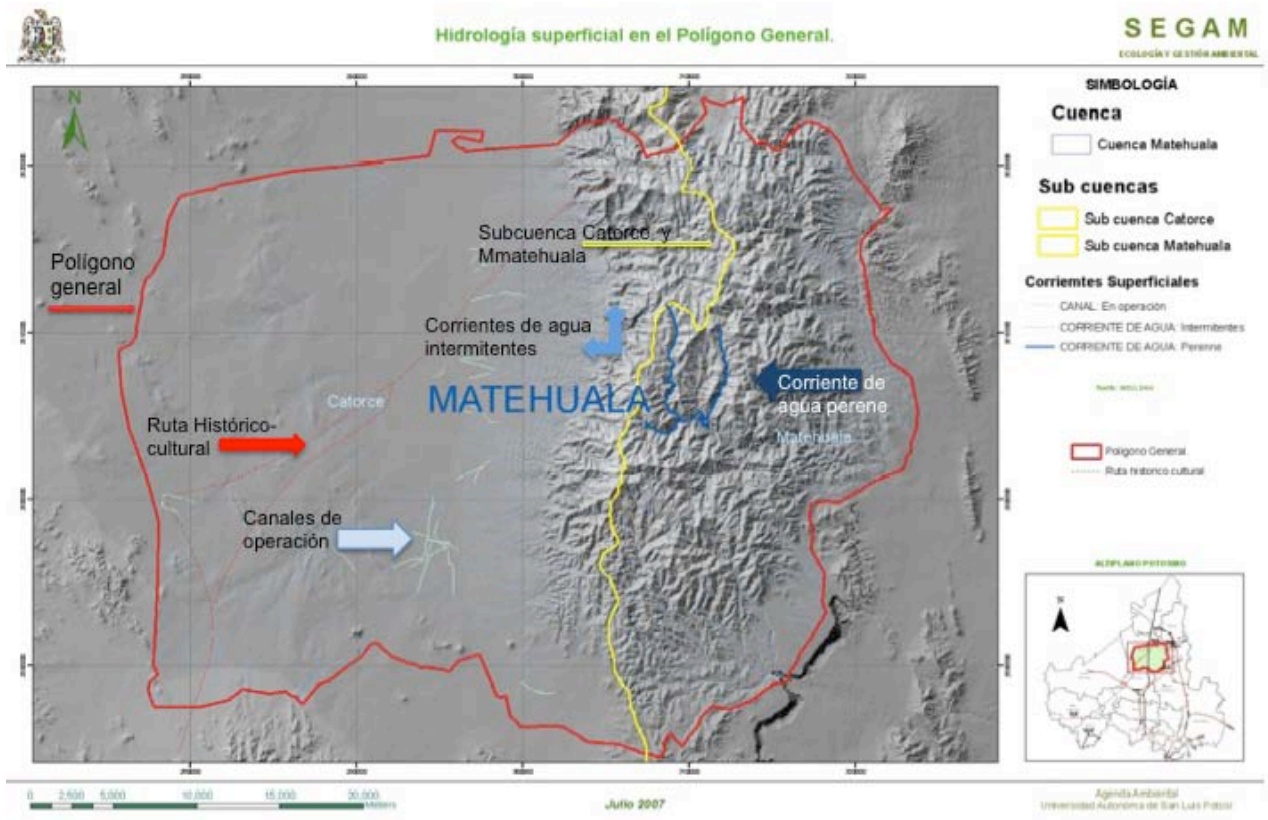 Hidrología superficial en el Polígono General.
SEGAM
ECOLOGÍA Y GESTIÓN AMBIENTAL
N
Polígono
general
Subcuenca Catorco y
Mmatehuala
Corrientes de agua
intermitentes
MATEHUALA
Corriente de
agua perene
Catorce
Matehuala
Ruta Histórico-
cultural
Canales de
operación
SIMBOLOGÍA
Cuenca
Cuenca Matehuala
Sub cuencas
Sub cuenca Catorce
Sub cuenca Matehuala
Corrientes Superficiales
CANAL: En operación
CORRIENTE DE AGUA: Intermitentes
CORRIENTE DE AGUA: Perenne
Polígono General
Ruta historico cultural
ALTIPLANO POTOSINO
N
0 2,500 5,000 10,000 15,000 20,000
Meters
Julio 2007
Agenda Ambiental
Universidad Autónoma de San Luis Potosí